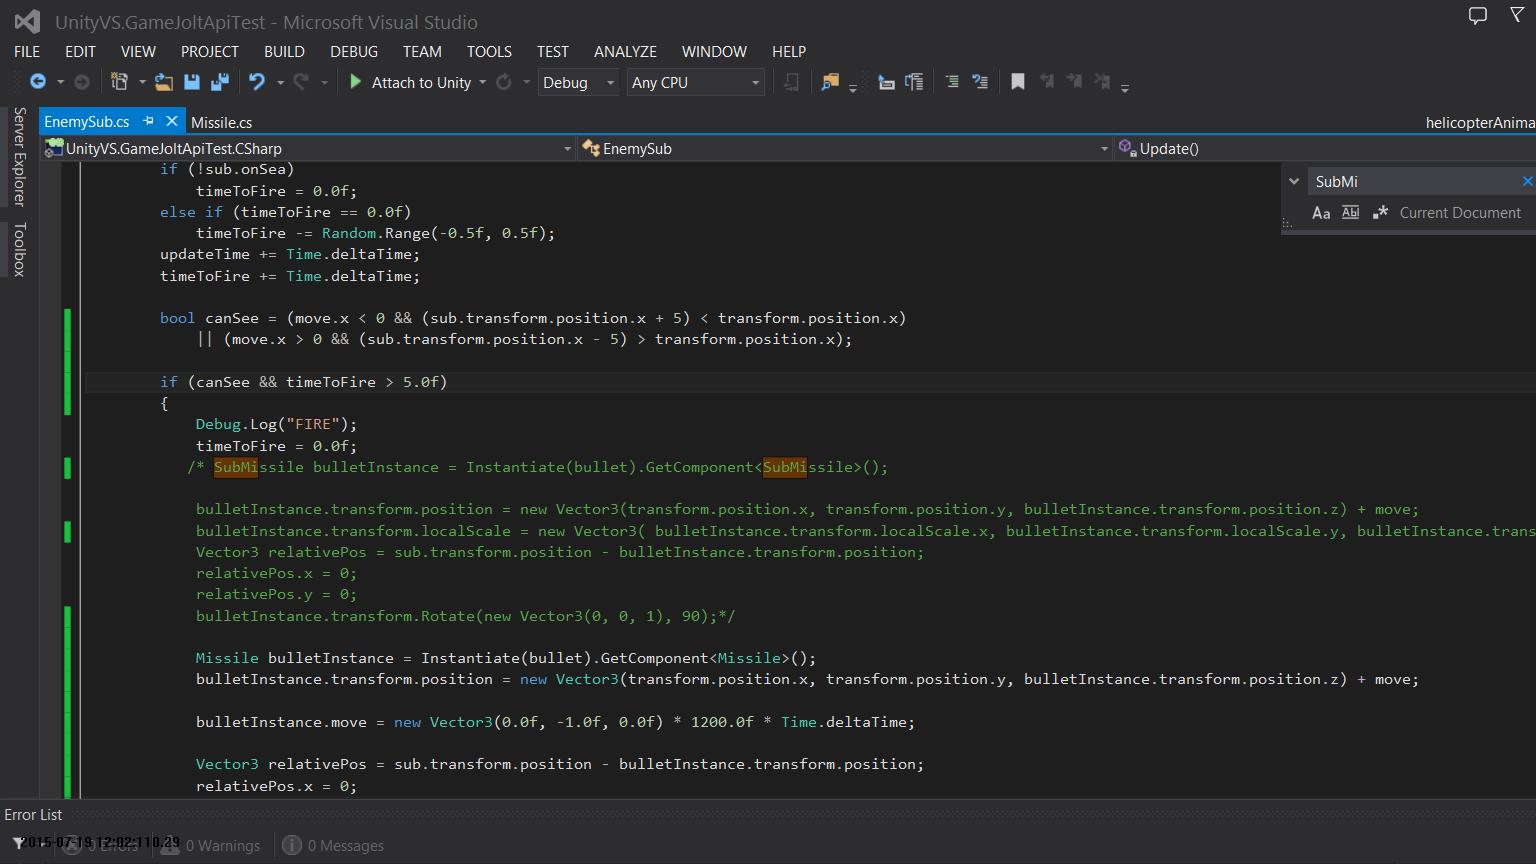 UnityVS.GameJoltApiTest - Microsoft Visual Studio
FILE EDIT VIEW PROJECT BUILD DEBUG TEAM TOOLS TEST ANALYZE WINDOW HELP
Attach to Unity Debug Any CPU
Server Explorer
Toolbox
EnemySub.cs Missile.cs helicopterAnima
UnityVS.GameJoltApiTest.CSharp EnemySub Update()
SubMi
Aa Abl .* Current Document
if (!sub.onSea)
timeToFire = 0.0f;
else if (timeToFire == 0.0f)
timeToFire -= Random.Range(-0.5f, 0.5f);
updateTime += Time.deltaTime;
timeToFire += Time.deltaTime;
bool canSee = (move.x < 0 && (sub.transform.position.x + 5) < transform.position.x)
|| (move.x > 0 && (sub.transform.position.x - 5) > transform.position.x);
if (canSee && timeToFire > 5.0f)
{
Debug.Log("FIRE");
timeToFire = 0.0f;
/* SubMissile bulletInstance = Instantiate(bullet).GetComponent<SubMissile>();
bulletInstance.transform.position = new Vector3(transform.position.x, transform.position.y, bulletInstance.transform.position.z) + move;
bulletInstance.transform.localScale = new Vector3( bulletInstance.transform.localScale.x, bulletInstance.transform.localScale.y, bulletInstance.trans
Vector3 relativePos = sub.transform.position - bulletInstance.transform.position;
relativePos.x = 0;
relativePos.y = 0;
bulletInstance.transform.Rotate(new Vector3(0, 0, 1), 90);*/
Missile bulletInstance = Instantiate(bullet).GetComponent<Missile>();
bulletInstance.transform.position = new Vector3(transform.position.x, transform.position.y, bulletInstance.transform.position.z) + move;
bulletInstance.move = new Vector3(0.0f, -1.0f, 0.0f) * 1200.0f * Time.deltaTime;
Vector3 relativePos = sub.transform.position - bulletInstance.transform.position;
relativePos.x = 0;
Error List
2015-07-19 12:02:110.29
0 Errors 0 Warnings 0 Messages